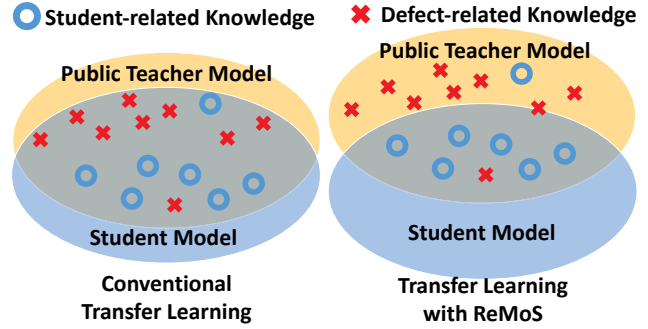 Student-related Knowledge
Defect-related Knowledge
Public Teacher Model
Student Model
Conventional
Transfer Learning
Public Teacher Model
Student Model
Transfer Learning
with ReMoS